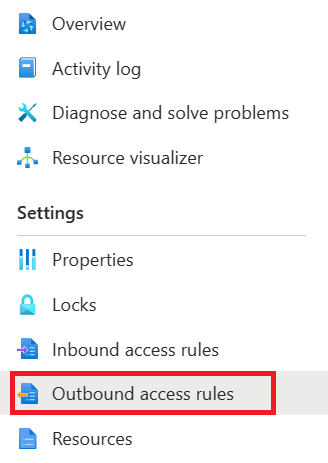 Overview
Activity log
Diagnose and solve problems
Resource visualizer
Settings
Properties
Locks
Inbound access rules
Outbound access rules
Resources